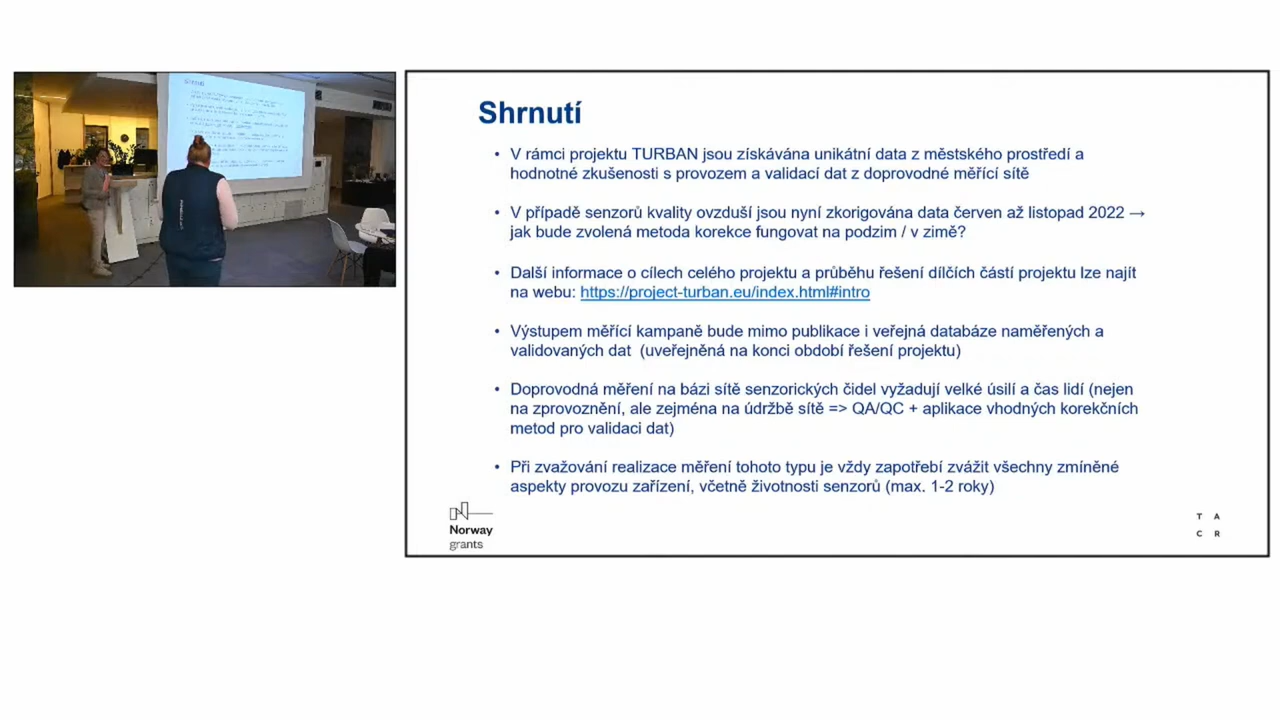 Shrnutí
• V rámci projektu TURBAN jsou získávána unikátní data z městského prostředí a
hodnotné zkušenosti s provozem a validací dat z doprovodné měřící sítě
• V případě senzorů kvality ovzduší jsou nyní zkorigována data červen až listopad 2022 →
jak bude zvolená metoda korekce fungovat na podzim / v zimě?
• Další informace o cílech celého projektu a průběhu řešení dílčích částí projektu lze najít
na webu: https://project-turban.eu/index.html#intro
• Výstupem měřící kampaně bude mimo publikace i veřejná databáze naměřených a
validovaných dat (uveřejněná na konci období řešení projektu)
• Doprovodná měření na bázi sítě senzorických čidel vyžadují velké úsilí a čas lidí (nejen
na zprovoznění, ale zejména na údržbě sítě => QA/QC + aplikace vhodných korekčních
metod pro validaci dat)
• Při zvažování realizace měření tohoto typu je vždy zapotřebí zvážit všechny zmíněné
aspekty provozu zařízení, včetně životnosti senzorů (max. 1-2 roky)
Norway
grants
T A
C R